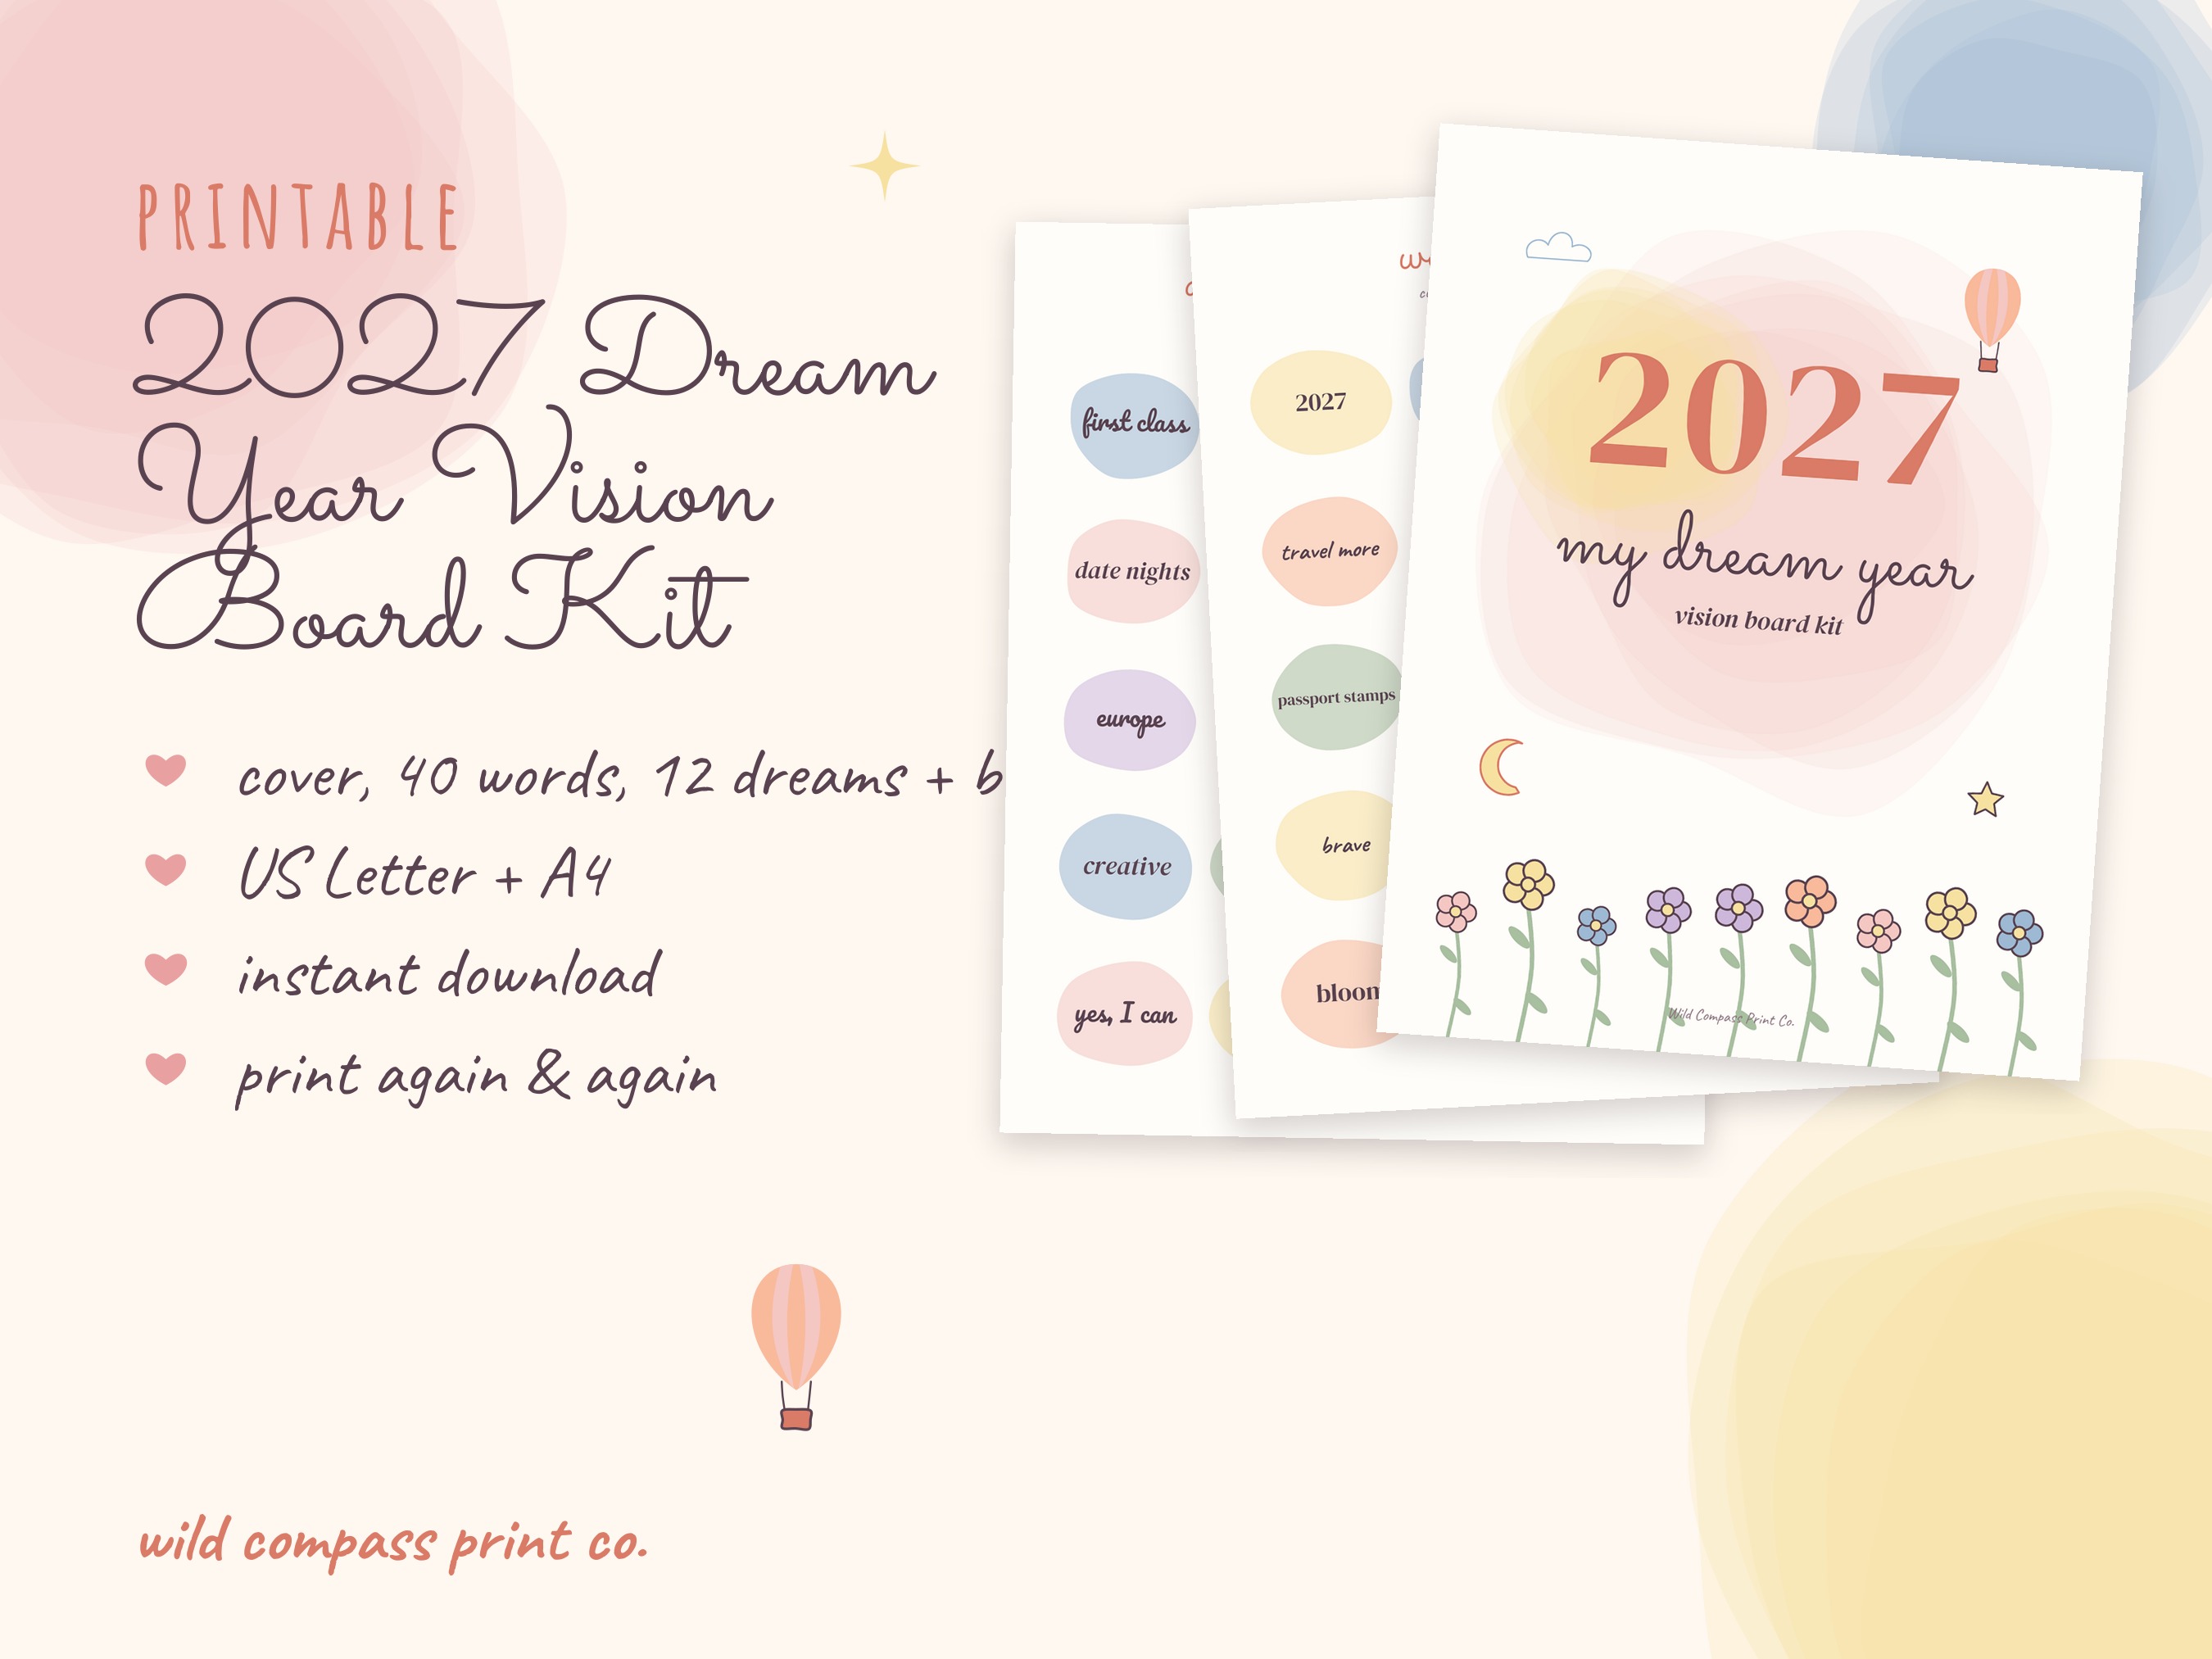 PRINTABLE
2027 Dream
Year Vision
Board Kit
cover, 40 words, 12 dreams + b
US Letter + A4
instant download
print again & again
wild compass print co.
first class
date nights
europe
creative
yes, I can
2027
travel more
passport stamps
brave
bloom
2027
my dream year
vision board kit
Wild Compass Print Co.